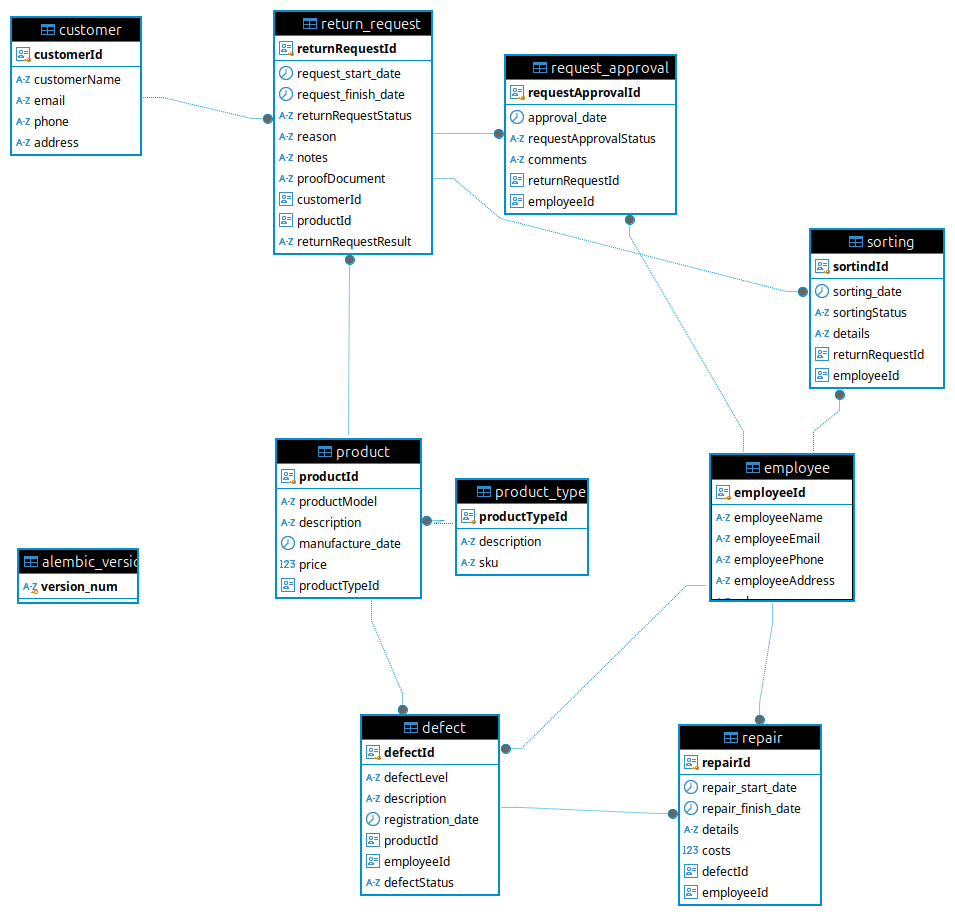 customer
customerId
customerName
email
phone
address
return_request
returnRequestId
request_start_date
request_finish_date
returnRequestStatus
reason
notes
proofDocument
customerId
productId
returnRequestResult
request_approval
requestApprovalId
approval_date
requestApprovalStatus
comments
returnRequestId
employeeId
sorting
sortindId
sorting_date
sortingStatus
details
returnRequestId
employeeId
product
productId
productModel
description
manufacture_date
123 price
productTypeId
product_type
productTypeId
description
sku
employee
employeeId
employeeName
employeeEmail
employeePhone
employeeAddress
alembic_versio
version_num
defect
defectId
defectLevel
description
registration_date
productId
employeeId
defectStatus
repair
repairId
repair_start_date
repair_finish_date
details
123 costs
defectId
employeeId